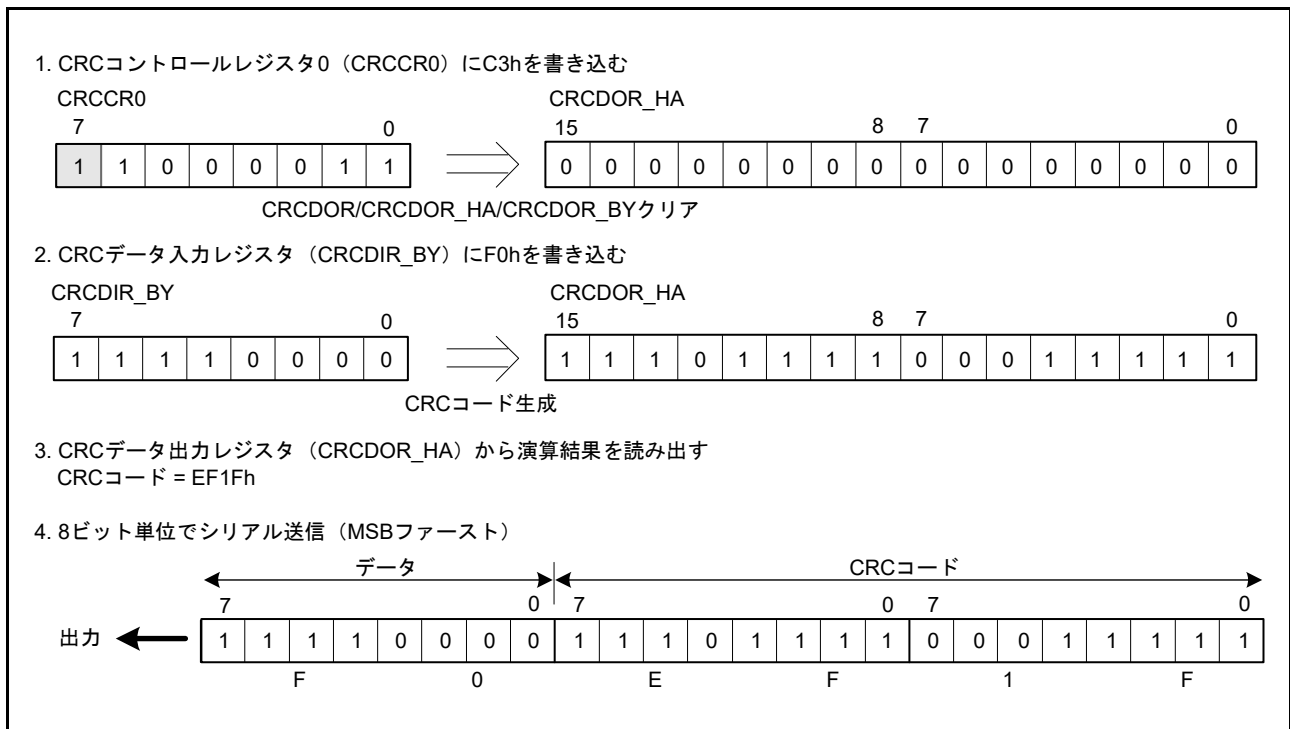 1. CRCコントロールレジスタ0（CRCCR0）にC3hを書き込む
CRCCR0 CRCDOR_HA
7 0 15 8 7 0
1 1 0 0 0 0 1 1 0 0 0 0 0 0 0 0 0 0 0 0 0 0 0 0
CRCDOR/CRCDOR_HA/CRCDOR_BYクリア
2. CRCデータ入力レジスタ（CRCDIR_BY）にF0hを書き込む
CRCDIR_BY CRCDOR_HA
7 0 15 8 7 0
1 1 1 1 0 0 0 0 1 1 1 0 1 1 1 1 0 0 0 1 1 1 1 1
CRCコード生成
3. CRCデータ出力レジスタ（CRCDOR_HA）から演算結果を読み出す
CRCコード = EF1Fh
4. 8ビット単位でシリアル送信（MSBファースト）
データ CRCコード
7 0 7 0 7 0
出力 1 1 1 1 0 0 0 0 1 1 1 0 1 1 1 1 0 0 0 1 1 1 1 1
F 0 E F 1 F